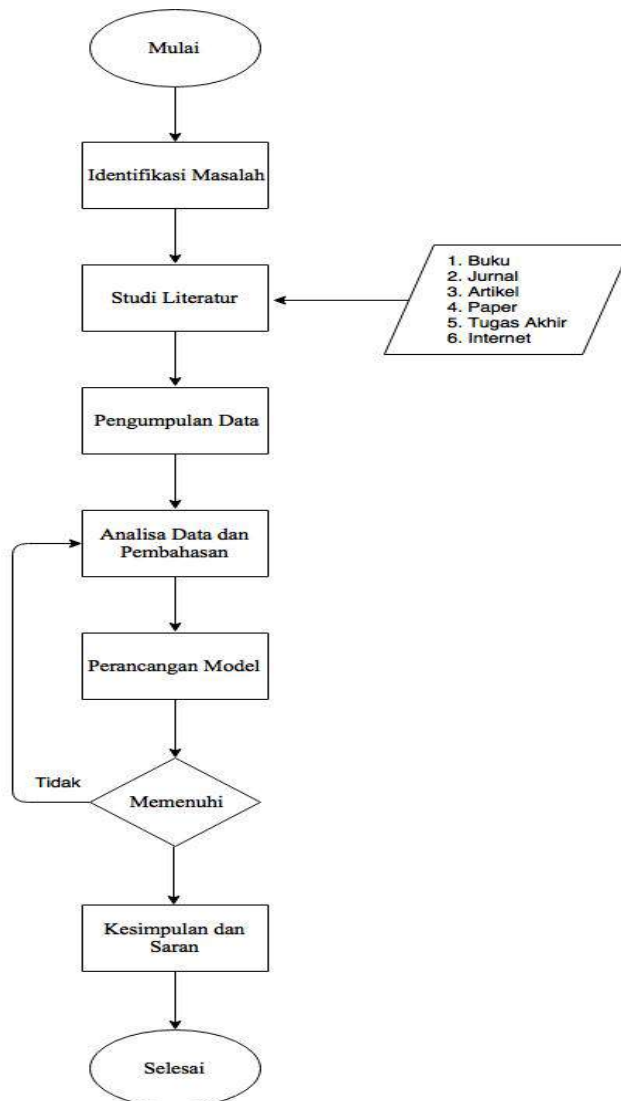 Mulai
Identifikasi Masalah
Studi Literatur
1. Buku
2. Jurnal
3. Artikel
4. Paper
5. Tugas Akhir
6. Internet
Pengumpulan Data
Analisa Data dan
Pembahasan
Perancangan Model
Tidak
Memenuhi
Kesimpulan dan
Saran
Selesai